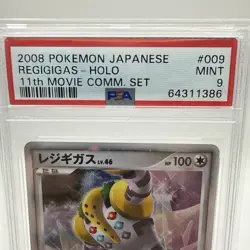 2008 POKEMON JAPANESE #009
REGIGIGAS - HOLO MINT
11th MOVIE COMM. SET 9
PSA 64311386
レジギガス LV.46 HP 100